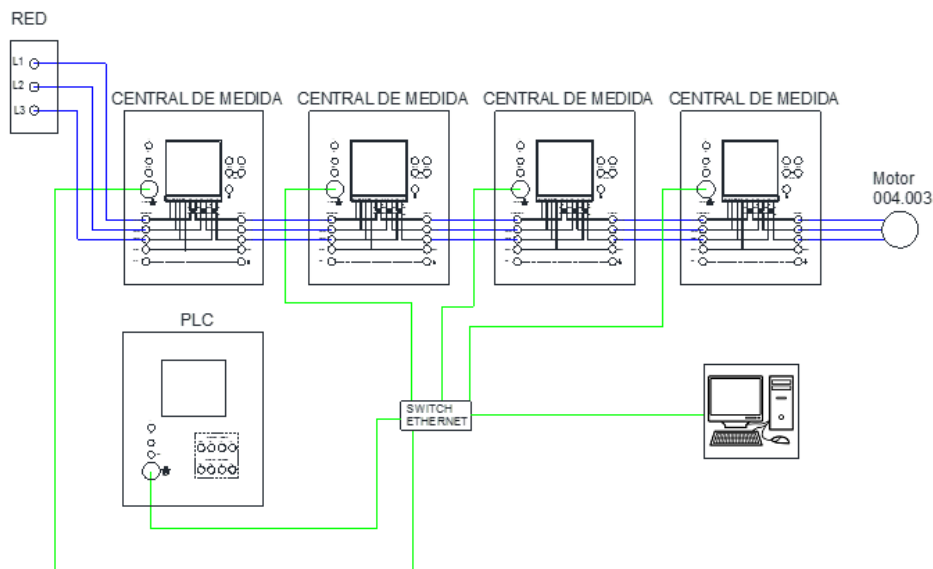 RED
L1
L2
L3
CENTRAL DE MEDIDA
CENTRAL DE MEDIDA
CENTRAL DE MEDIDA
CENTRAL DE MEDIDA
Motor
004.003
PLC
SWITCH
ETHERNET